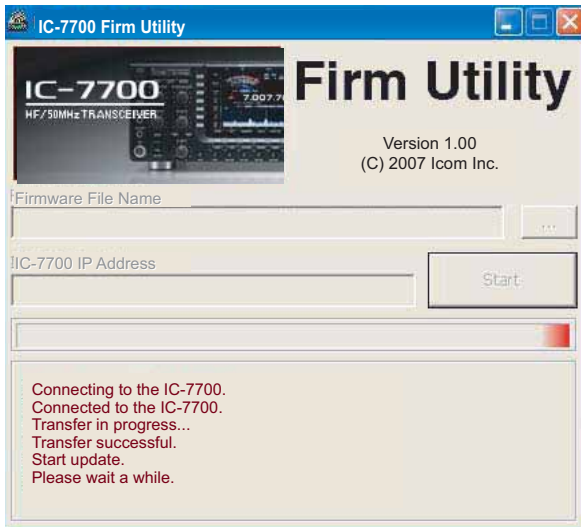 IC-7700 Firm Utility
IC-7700
HF/50MHz TRANSCEIVER
Firm Utility
Version 1.00
(C) 2007 Icom Inc.
Firmware File Name
...
IC-7700 IP Address
Start
Connecting to the IC-7700.
Connected to the IC-7700.
Transfer in progress...
Transfer successful.
Start update.
Please wait a while.